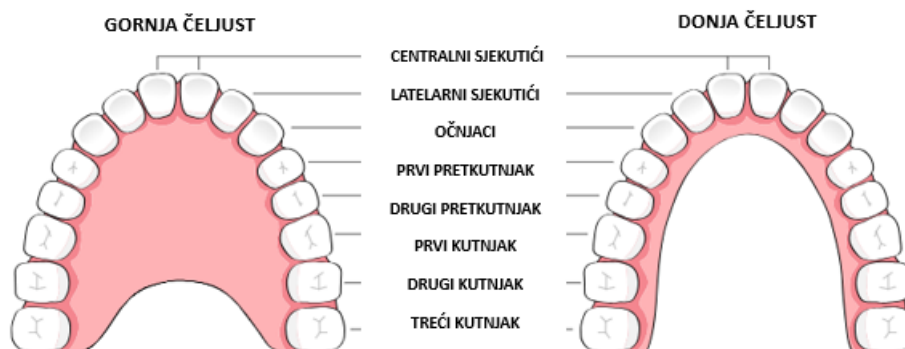 GORNJA ČELJUST
DONJA ČELJUST
CENTRALNI SJEKUTIĆI
LATELARNI SJEKUTIĆI
OČNJACI
PRVI PRETKUTNJAK
DRUGI PRETKUTNJAK
PRVI KUTNJAK
DRUGI KUTNJAK
TREĆI KUTNJAK